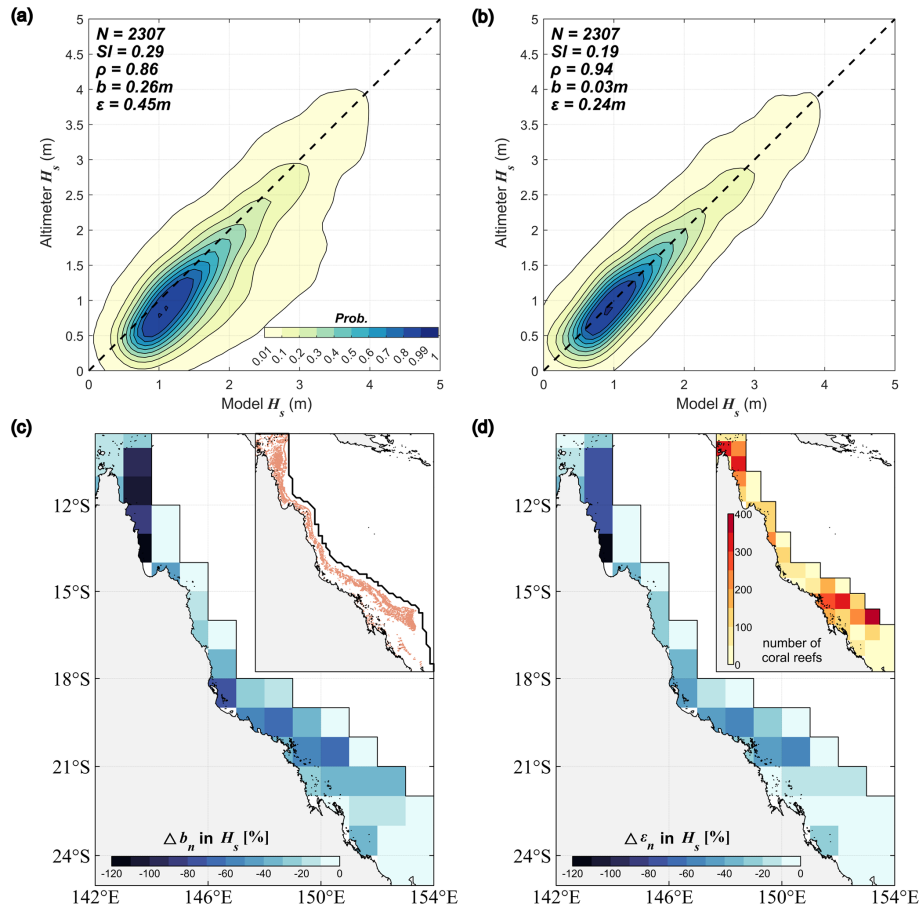 (a)
N = 2307
SI = 0.29
ρ = 0.86
b = 0.26m
ε = 0.45m
Altimeter Hs (m)
5
4.5
4
3.5
3
2.5
2
1.5
1
0.5
0
Prob.
0.01 0.1 0.2 0.3 0.4 0.5 0.6 0.7 0.8 0.99 1
0 1 2 3 4 5
Model Hs (m)
(b)
N = 2307
SI = 0.19
ρ = 0.94
b = 0.03m
ε = 0.24m
Altimeter Hs (m)
5
4.5
4
3.5
3
2.5
2
1.5
1
0.5
0
0 1 2 3 4 5
Model Hs (m)
(c)
12°S
15°S
18°S
21°S
24°S
△bn in Hs [%]
-120 -100 -80 -60 -40 -20 0
142°E 146°E 150°E 154°E
(d)
400
300
200
100
0
number of
coral reefs
12°S
15°S
18°S
21°S
24°S
△εn in Hs [%]
-120 -100 -80 -60 -40 -20 0
142°E 146°E 150°E 154°E